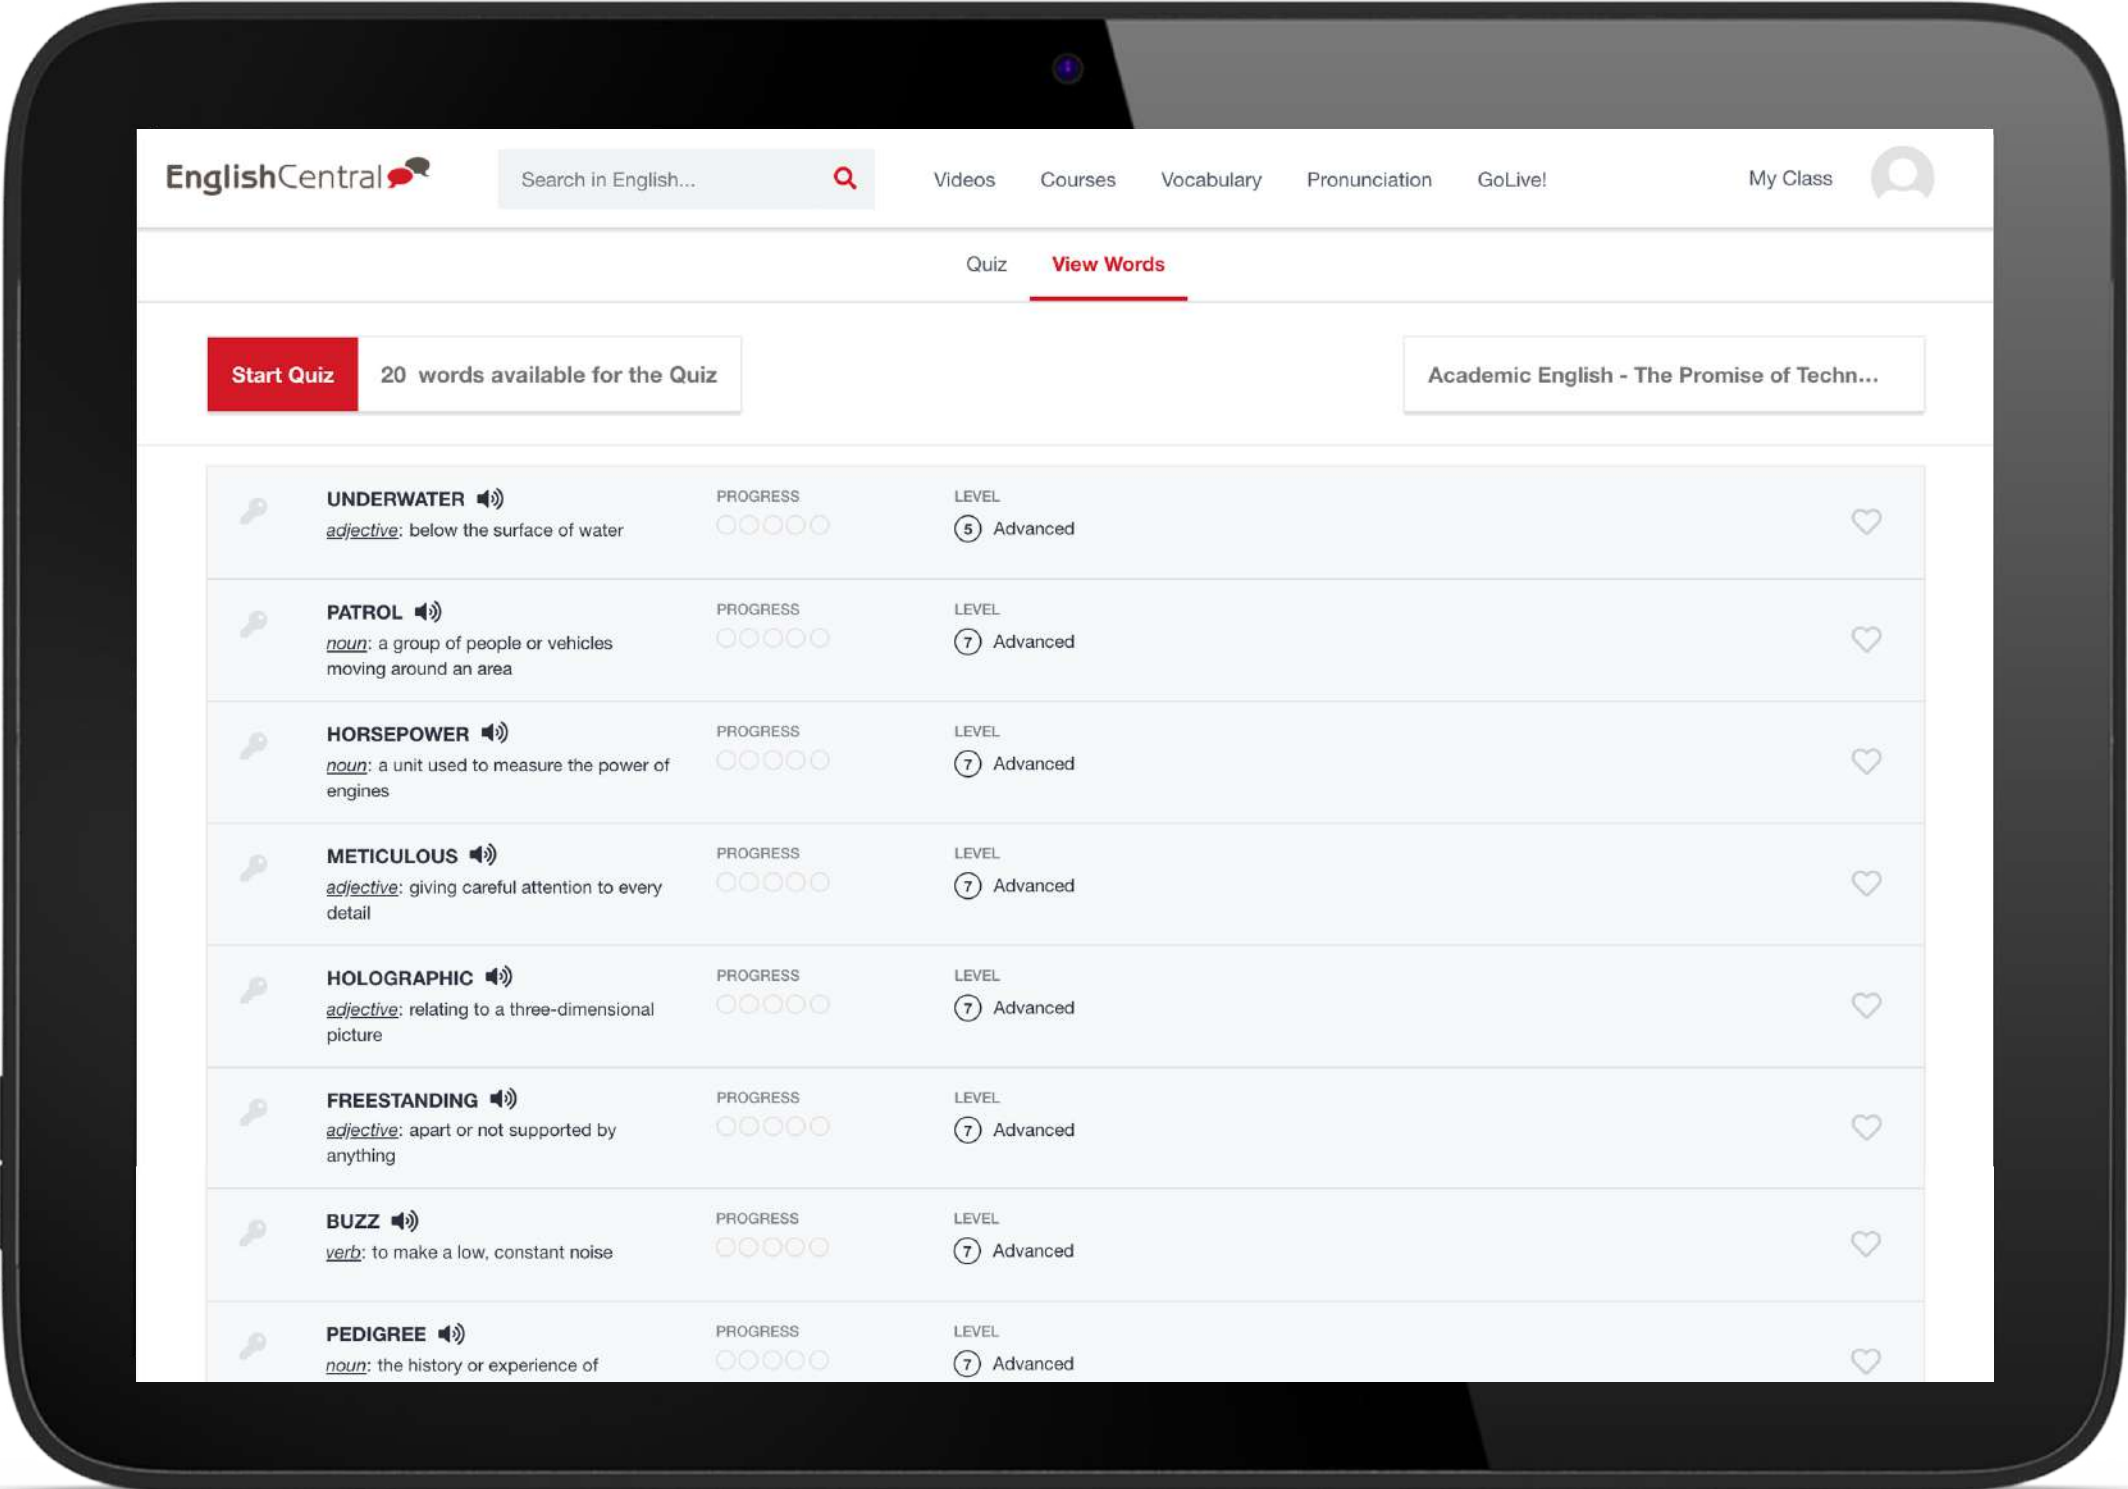 EnglishCentral
Search in English...
Videos
Courses
Vocabulary
Pronunciation
GoLive!
My Class
Quiz
View Words
Start Quiz
20 words available for the Quiz
Academic English - The Promise of Techn...
UNDERWATER
adjective: below the surface of water
PROGRESS
LEVEL
5 Advanced
PATROL
noun: a group of people or vehicles
moving around an area
PROGRESS
LEVEL
7 Advanced
HORSEPOWER
noun: a unit used to measure the power of
engines
PROGRESS
LEVEL
7 Advanced
METICULOUS
adjective: giving careful attention to every
detail
PROGRESS
LEVEL
7 Advanced
HOLOGRAPHIC
adjective: relating to a three-dimensional
picture
PROGRESS
LEVEL
7 Advanced
FREESTANDING
adjective: apart or not supported by
anything
PROGRESS
LEVEL
7 Advanced
BUZZ
verb: to make a low, constant noise
PROGRESS
LEVEL
7 Advanced
PEDIGREE
noun: the history or experience of
PROGRESS
LEVEL
7 Advanced